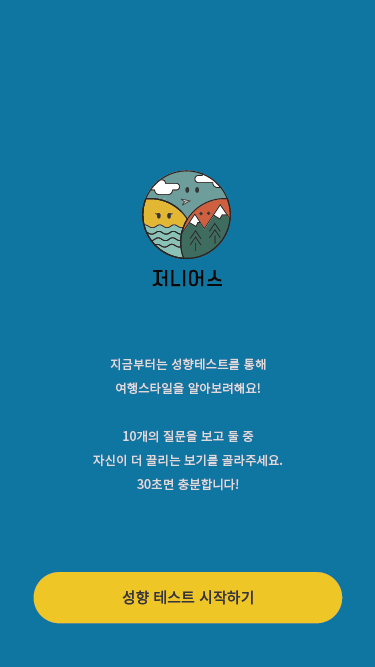 저니어스
지금부터는 성향테스트를 통해
여행스타일을 알아보려해요!
10개의 질문을 보고 둘 중
자신이 더 끌리는 보기를 골라주세요.
30초면 충분합니다!
성향 테스트 시작하기